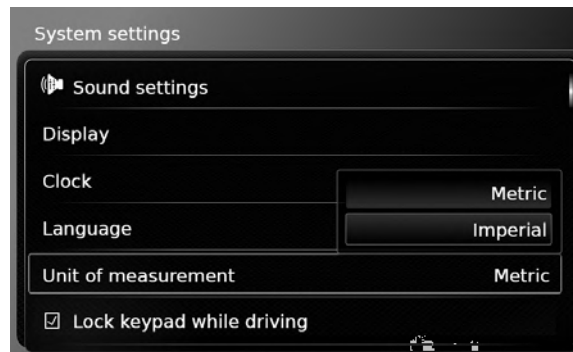 System settings
Sound settings
Display
Clock
Metric
Language
Imperial
Unit of measurement
Metric
Lock keypad while driving